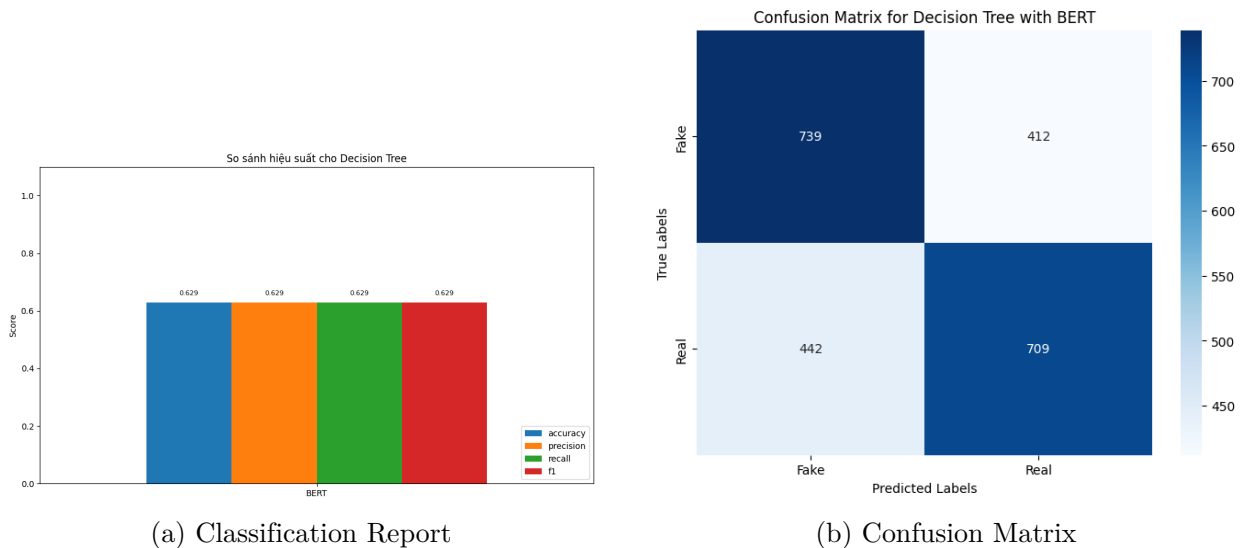 So sánh hiệu suất cho Decision Tree
1.0
0.8
0.6
0.4
0.2
0.0
Score
0.629 0.629 0.629 0.629
accuracy
precision
recall
f1
BERT
(a) Classification Report
Confusion Matrix for Decision Tree with BERT
True Labels
Fake
739 412
Real
442 709
Fake Real
Predicted Labels
700
650
600
550
500
450
(b) Confusion Matrix